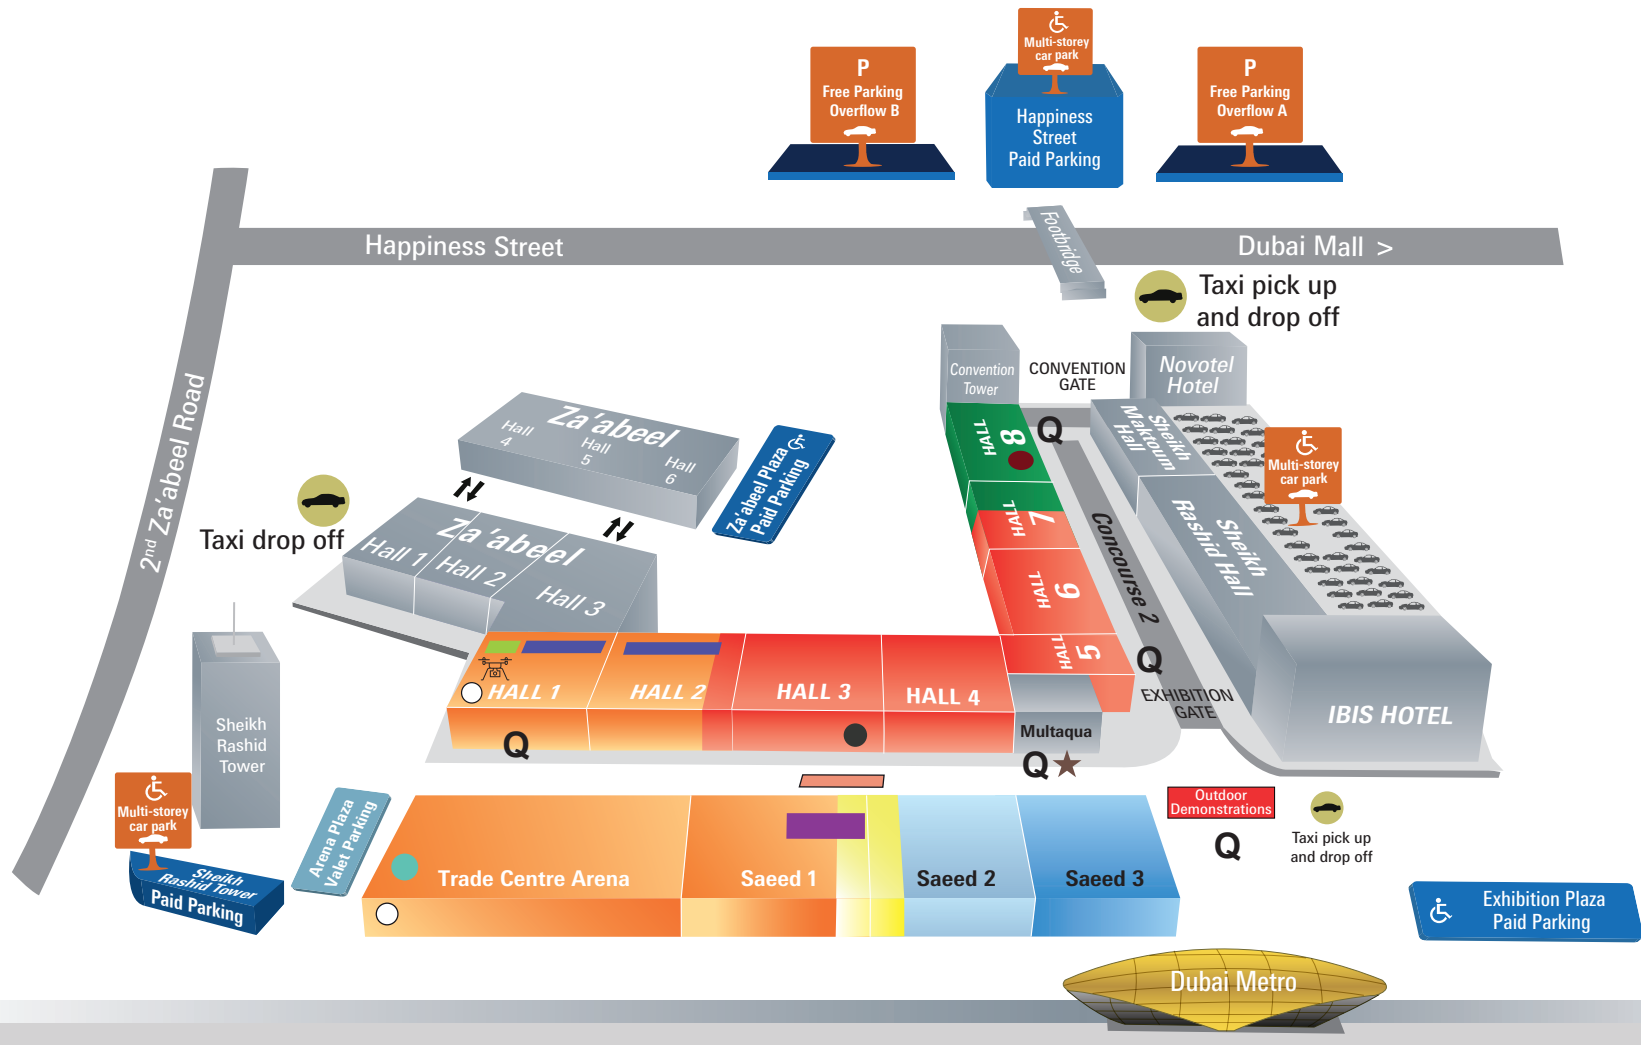 Multi-storey
car park
P
Free Parking
Overflow B
Happiness
Street
Paid Parking
P
Free Parking
Overflow A
Footbridge
Happiness Street
Dubai Mall >
Taxi pick up
and drop off
2nd Za'abeel Road
Convention
Tower
CONVENTION
GATE
Novotel
Hotel
Za'abeel
Hall
4
Hall
5
Hall
6
Za'abeel Plaza
Paid Parking
HALL
8
Q
Sheikh
Maktoum
Hall
Multi-storey
car park
Taxi drop off
Za'abeel
Hall 1
Hall 2
Hall 3
HALL
7
Concourse 2
Sheikh
Rashid Hall
HALL
6
HALL
5
Q
EXHIBITION
GATE
IBIS HOTEL
HALL 1
HALL 2
HALL 3
HALL 4
Q
Multaqua
Q
Sheikh
Rashid
Tower
Multi-storey
car park
Sheikh
Rashid Tower
Paid Parking
Arena Plaza
Valet Parking
Outdoor
Demonstrations
Q
Taxi pick up
and drop off
Trade Centre Arena
Saeed 1
Saeed 2
Saeed 3
Exhibition Plaza
Paid Parking
Dubai Metro